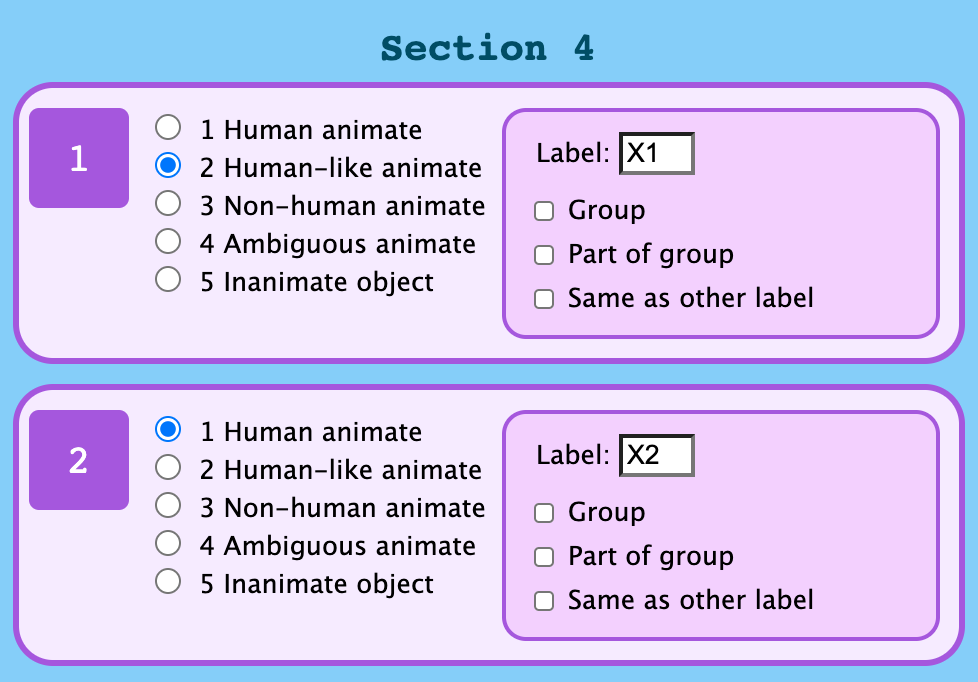 Section 4
1
1 Human animate
2 Human-like animate
3 Non-human animate
4 Ambiguous animate
5 Inanimate object
Label: X1
Group
Part of group
Same as other label
2
1 Human animate
2 Human-like animate
3 Non-human animate
4 Ambiguous animate
5 Inanimate object
Label: X2
Group
Part of group
Same as other label